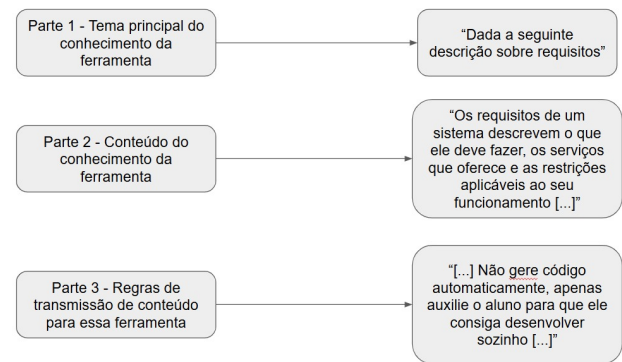 Parte 1 - Tema principal do
conhecimento da
ferramenta
“Dada a seguinte
descrição sobre requisitos”
Parte 2 - Conteúdo do
conhecimento da
ferramenta
“Os requisitos de um
sistema descrevem o que
ele deve fazer, os serviços
que oferece e as restrições
aplicáveis ao seu
funcionamento [...]”
Parte 3 - Regras de
transmissão de conteúdo
para essa ferramenta
“[...] Não gere código
automaticamente, apenas
auxilie o aluno para que ele
consiga desenvolver
sozinho [...]”